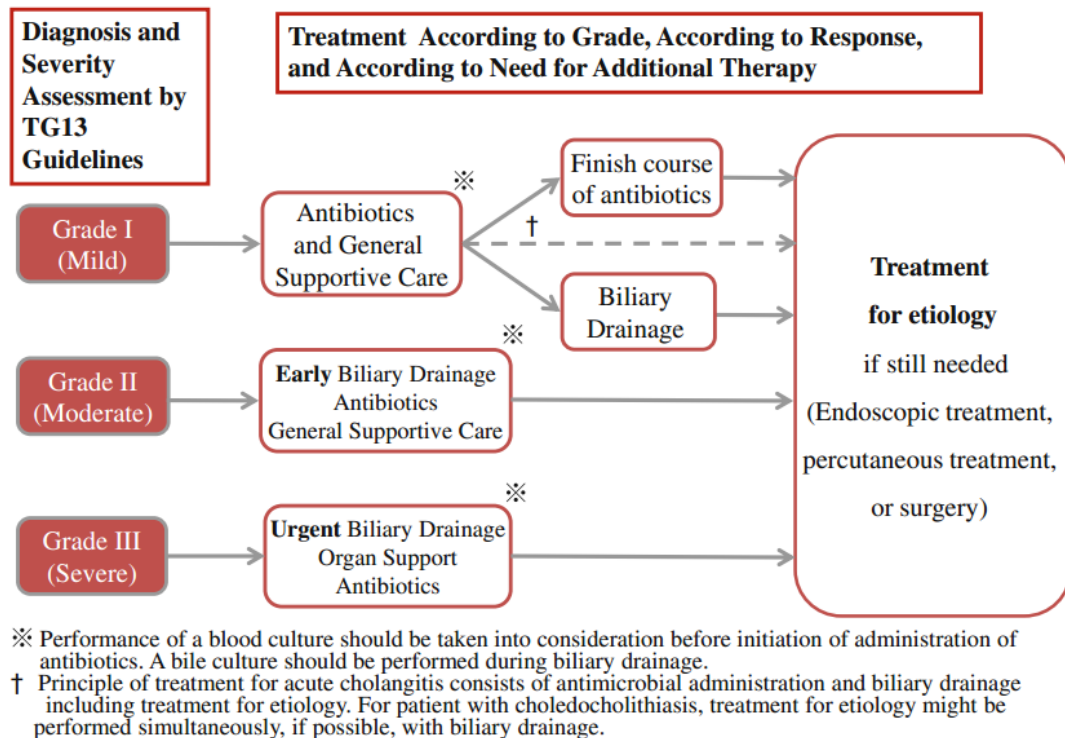 Diagnosis and
Severity
Assessment by
TG13
Guidelines
Treatment According to Grade, According to Response,
and According to Need for Additional Therapy
Grade I
(Mild)
※
Antibiotics
and General
Supportive Care
†
Finish course
of antibiotics
Biliary
Drainage
Grade II
(Moderate)
※
Early Biliary Drainage
Antibiotics
General Supportive Care
Grade III
(Severe)
※
Urgent Biliary Drainage
Organ Support
Antibiotics
Treatment
for etiology
if still needed
(Endoscopic treatment,
percutaneous treatment,
or surgery)
※ Performance of a blood culture should be taken into consideration before initiation of administration of
antibiotics. A bile culture should be performed during biliary drainage.
† Principle of treatment for acute cholangitis consists of antimicrobial administration and biliary drainage
including treatment for etiology. For patient with choledocholithiasis, treatment for etiology might be
performed simultaneously, if possible, with biliary drainage.